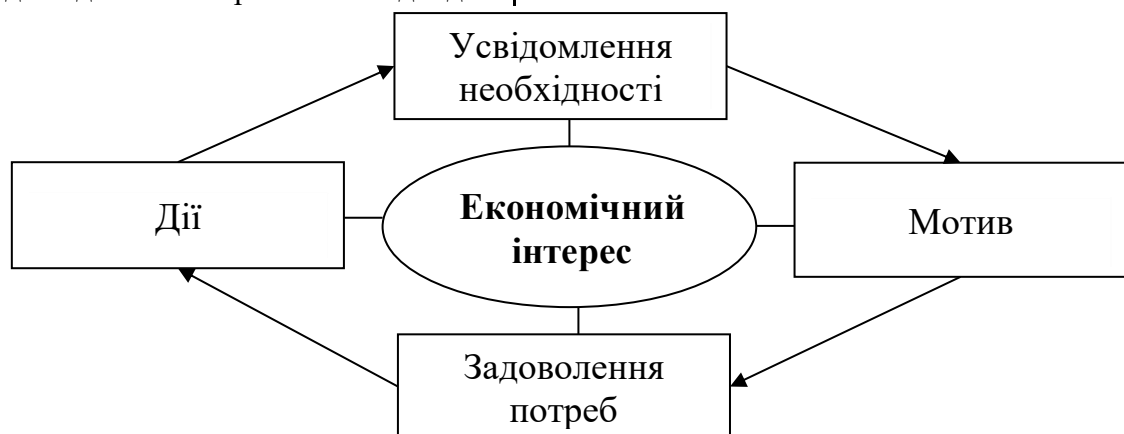 Усвідомлення
необхідності
Дії
Економічний
інтерес
Мотив
Задоволення
потреб